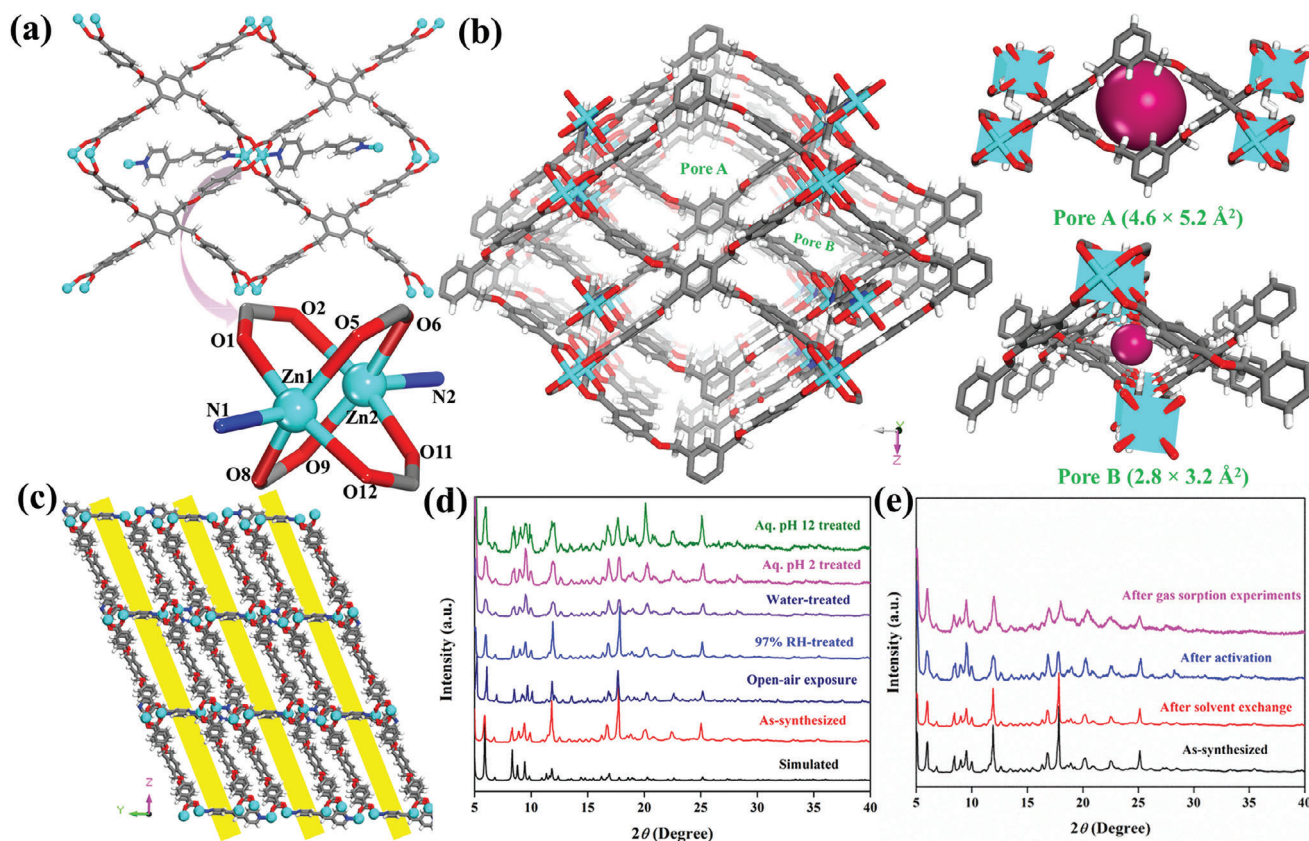 (a)
O1
O2
O5
O6
Zn1
Zn2
N1
N2
O8
O9
O11
O12
(b)
Pore A
Pore B
Y
Z
Pore A (4.6 × 5.2 Å²)
Pore B (2.8 × 3.2 Å²)
(c)
Z
Y
(d)
Intensity (a.u.)
Aq. pH 12 treated
Aq. pH 2 treated
Water-treated
97% RH-treated
Open-air exposure
As-synthesized
Simulated
5 10 15 20 25 30 35 40
2θ (Degree)
(e)
Intensity (a.u.)
After gas sorption experiments
After activation
After solvent exchange
As-synthesized
5 10 15 20 25 30 35 40
2θ (Degree)